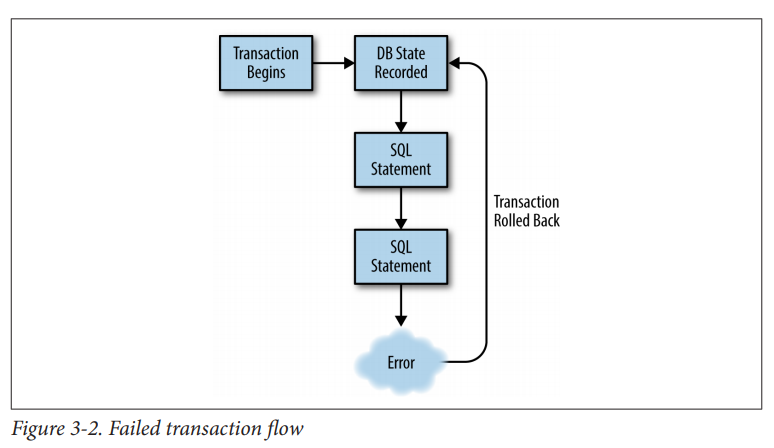 Transaction
Begins
DB State
Recorded
SQL
Statement
Transaction
Rolled Back
SQL
Statement
Error
Figure 3-2. Failed transaction flow